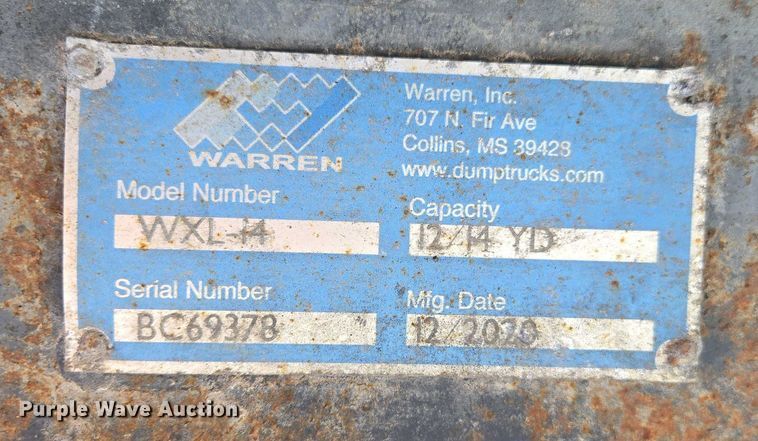 WARREN
Warren, Inc.
707 N. Fir Ave
Collins, MS 39428
www.dumptrucks.com
Model Number
WXL-14
Capacity
12/14 YD
Serial Number
BC69378
Mfg. Date
12/2020
Purple Wave Auction